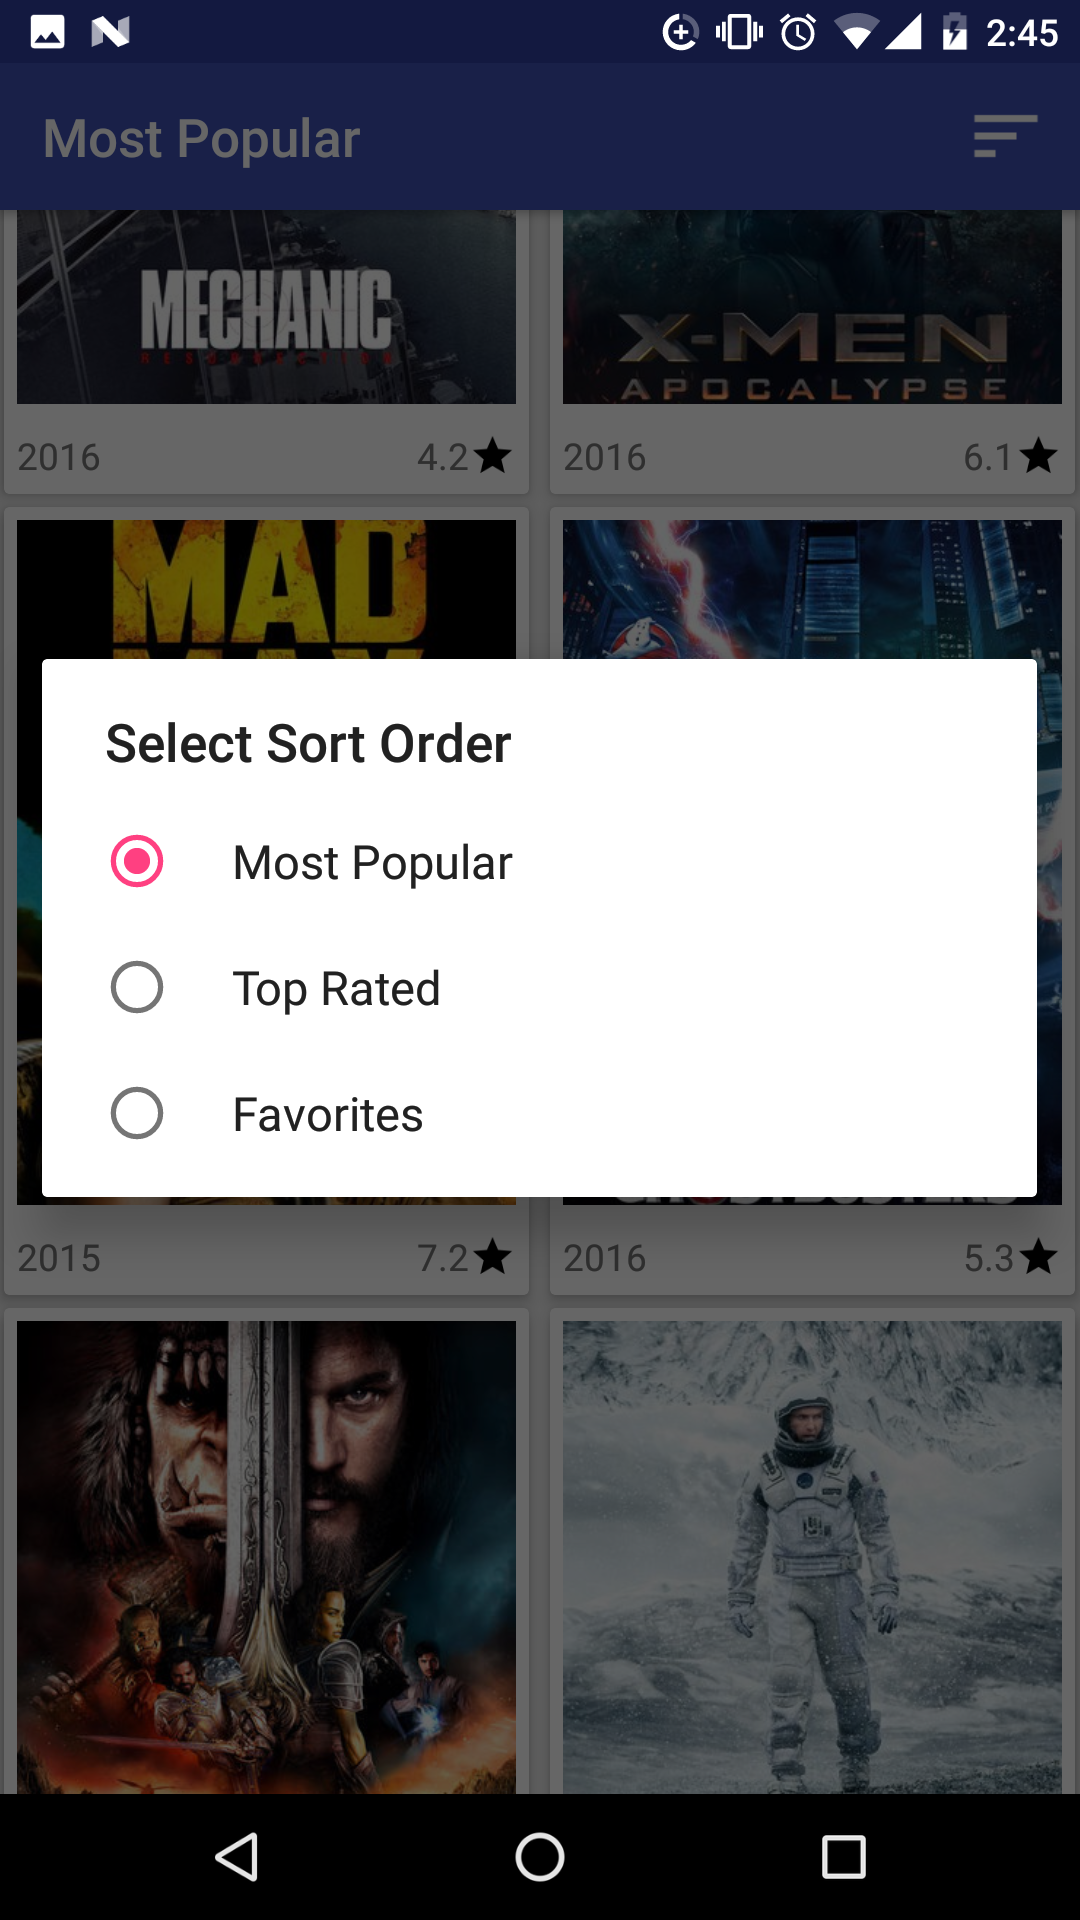 2:45
Most Popular
MECHANIC
RESURRECTION
X-MEN
APOCALYPSE
2016 4.2
2016 6.1
MAD
Select Sort Order
Most Popular
Top Rated
Favorites
2015 7.2
2016 5.3